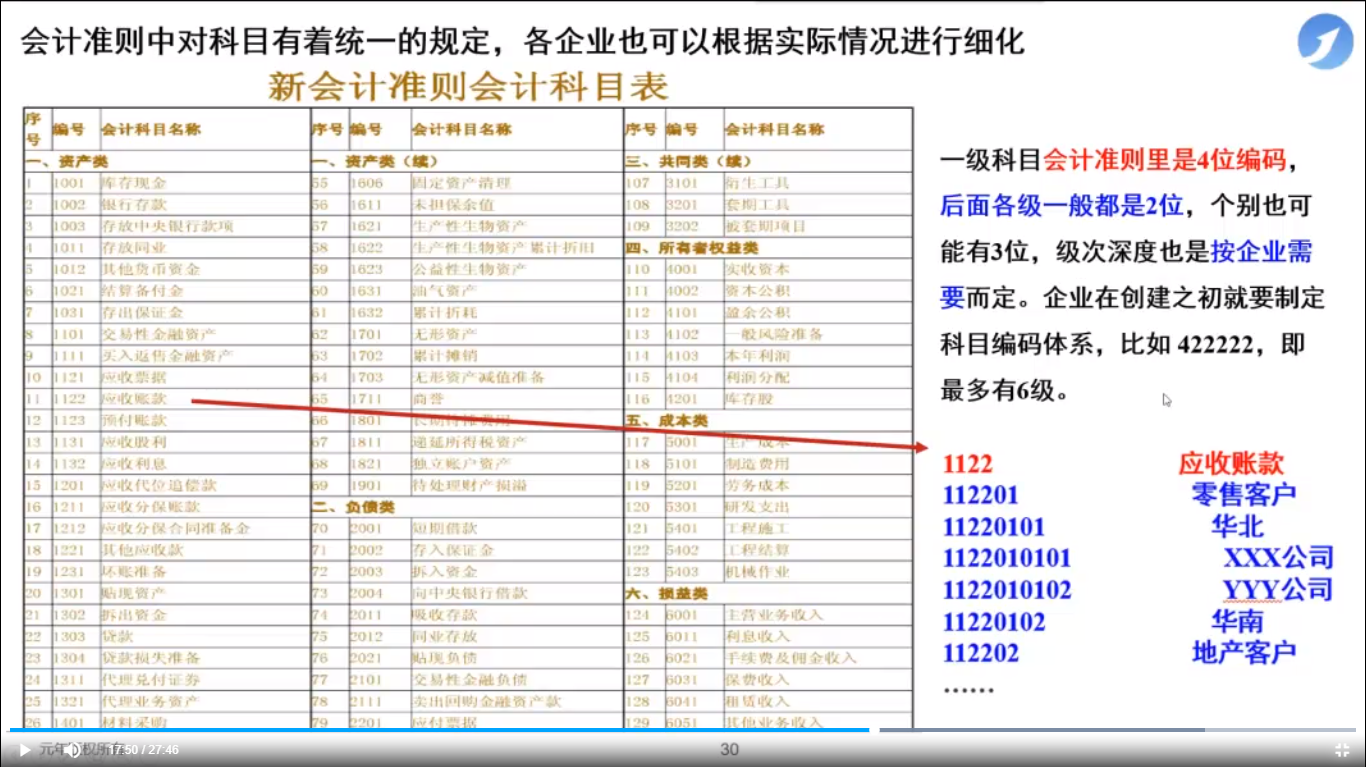 会计准则中对科目有着统一的规定，各企业也可以根据实际情况进行细化
新会计准则会计科目表
序号 编号 会计科目名称 序号 编号 会计科目名称 序号 编号 会计科目名称
一、资产类 一、资产类（续） 三、共同类（续）
1 1001 库存现金 55 1606 固定资产清理 107 3101 衍生工具
2 1002 银行存款 56 1611 未担保余值 108 3201 套期工具
3 1003 存放中央银行款项 57 1621 生产性生物资产 109 3202 被套期项目
4 1011 存放同业 58 1622 生产性生物资产累计折旧 四、所有者权益类
5 1012 其他货币资金 59 1623 公益性生物资产 110 4001 实收资本
6 1021 结算备付金 60 1631 油气资产 111 4002 资本公积
7 1031 存出保证金 61 1632 累计折耗 112 4101 盈余公积
8 1101 交易性金融资产 62 1701 无形资产 113 4102 一般风险准备
9 1111 买入返售金融资产 63 1702 累计摊销 114 4103 本年利润
10 1121 应收票据 64 1703 无形资产减值准备 115 4104 利润分配
11 1122 应收账款 65 1711 商誉 116 4201 库存股
12 1123 预付账款 66 1801 长期待摊费用 五、成本类
13 1131 应收股利 67 1811 递延所得税资产 117 5001 生产成本
14 1132 应收利息 68 1821 独立账户资产 118 5101 制造费用
15 1201 应收代位追偿款 69 1901 待处理财产损溢 119 5201 劳务成本
16 1211 应收分保账款 二、负债类 120 5301 研发支出
17 1212 应收分保合同准备金 70 2001 短期借款 121 5401 工程施工
18 1221 其他应收款 71 2002 存入保证金 122 5402 工程结算
19 1231 坏账准备 72 2003 拆入资金 123 5403 机械作业
20 1301 贴现资产 73 2004 向中央银行借款 六、损益类
21 1302 拆出资金 74 2011 吸收存款 124 6001 主营业务收入
22 1303 贷款 75 2012 同业存放 125 6011 利息收入
23 1304 贷款损失准备 76 2021 贴现负债 126 6021 手续费及佣金收入
24 1311 代理兑付证券 77 2101 交易性金融负债 127 6031 保费收入
25 1321 代理业务资产 78 2111 卖出回购金融资产款 128 6041 租赁收入
26 1401 材料采购 79 2201 应付票据 129 6051 其他业务收入
一级科目会计准则里是4位编码，
后面各级一般都是2位，个别也可
能有3位，级次深度也是按企业需
要而定。企业在创建之初就要制定
科目编码体系，比如 422222，即
最多有6级。
1122 应收账款
112201 零售客户
11220101 华北
1122010101 XXX公司
1122010102 YYY公司
11220102 华南
112202 地产客户
……
元年版权所有
17:50 / 27:46
30